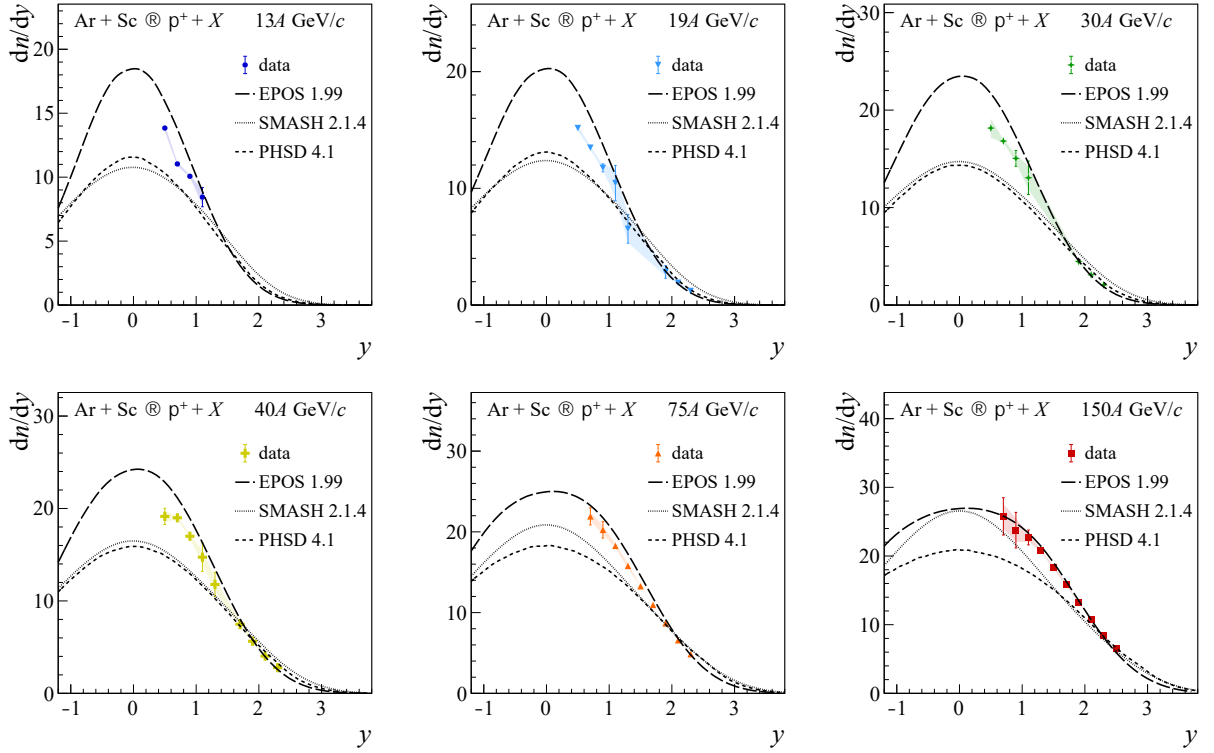 dn/dy
Ar + Sc ® p⁺ + X 13A GeV/c
data
EPOS 1.99
SMASH 2.1.4
PHSD 4.1
20
15
10
5
0
−1 0 1 2 3
y
dn/dy
Ar + Sc ® p⁺ + X 19A GeV/c
data
EPOS 1.99
SMASH 2.1.4
PHSD 4.1
20
10
0
−1 0 1 2 3
y
dn/dy
Ar + Sc ® p⁺ + X 30A GeV/c
data
EPOS 1.99
SMASH 2.1.4
PHSD 4.1
30
20
10
0
−1 0 1 2 3
y
dn/dy
Ar + Sc ® p⁺ + X 40A GeV/c
data
EPOS 1.99
SMASH 2.1.4
PHSD 4.1
30
20
10
0
−1 0 1 2 3
y
dn/dy
Ar + Sc ® p⁺ + X 75A GeV/c
data
EPOS 1.99
SMASH 2.1.4
PHSD 4.1
30
20
10
0
−1 0 1 2 3
y
dn/dy
Ar + Sc ® p⁺ + X 150A GeV/c
data
EPOS 1.99
SMASH 2.1.4
PHSD 4.1
40
30
20
10
0
−1 0 1 2 3
y